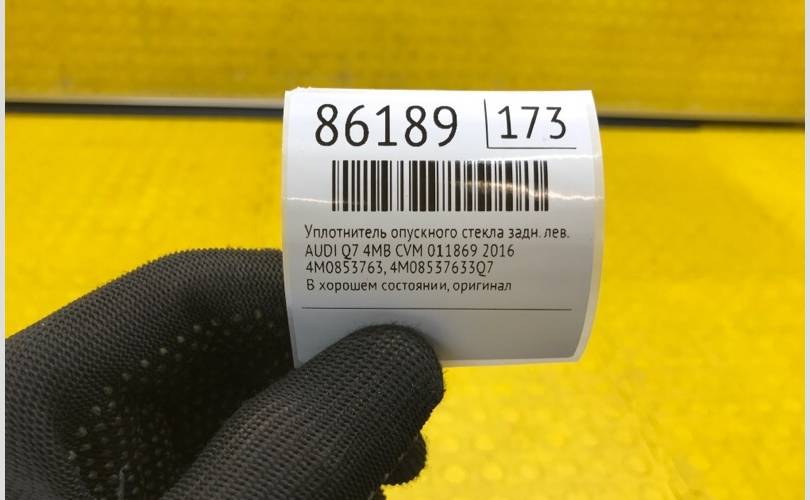 86189 173
Уплотнитель опускного стекла задн. лев.
AUDI Q7 4MB CVM 011869 2016
4M0853763, 4M08537633Q7
В хорошем состоянии, оригинал